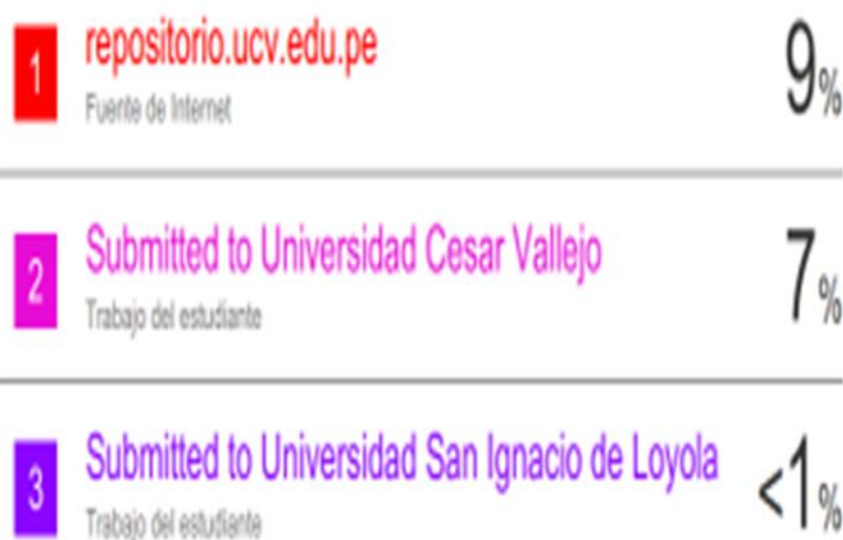 1 repositorio.ucv.edu.pe 9%
Fuente de Internet
2 Submitted to Universidad Cesar Vallejo 7%
Trabajo del estudiante
3 Submitted to Universidad San Ignacio de Loyola <1%
Trabajo del estudiante